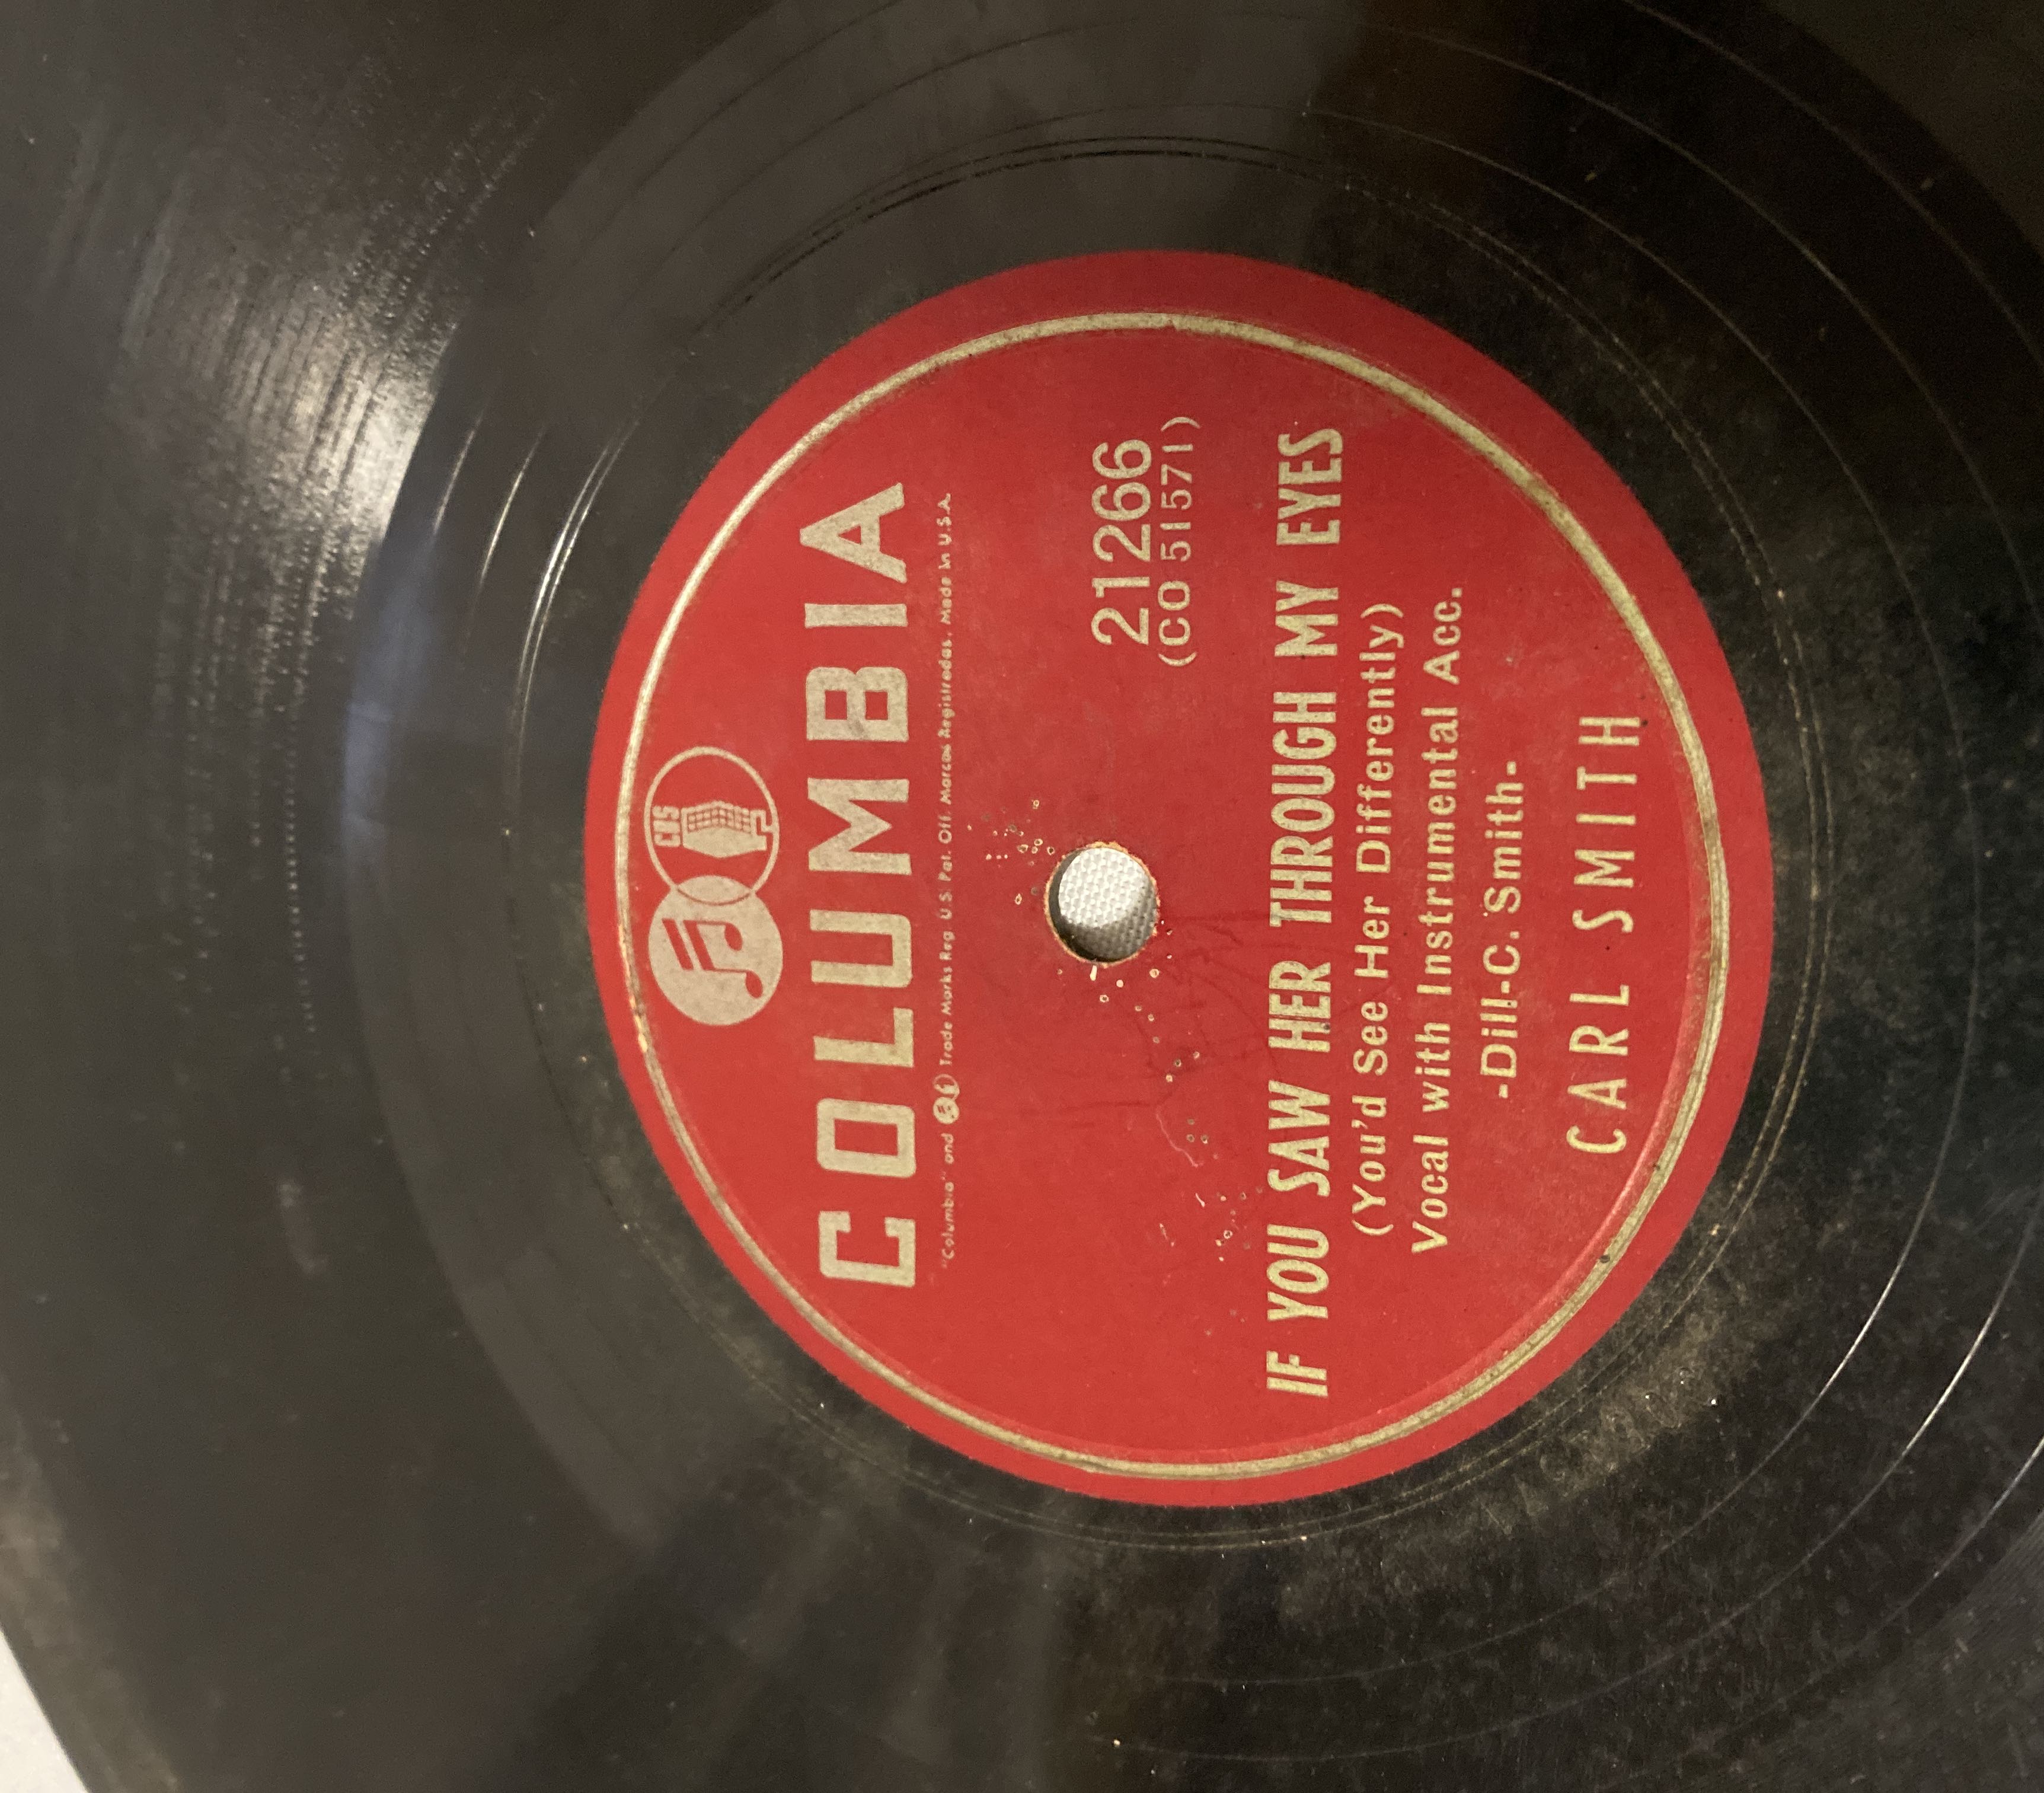 CBS
COLUMBIA
"Columbia" and Trade Marks Reg. U.S. Pat. Off. Marcas Registradas. Made in U.S.A.
21266
(CO 51571)
IF YOU SAW HER THROUGH MY EYES
(You'd See Her Differently)
Vocal with Instrumental Acc.
-Dill-C. Smith-
CARL SMITH